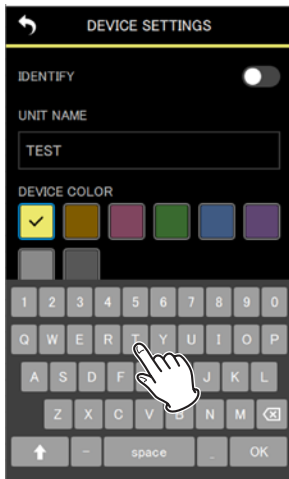 DEVICE SETTINGS
IDENTIFY
UNIT NAME
TEST
DEVICE COLOR
1 2 3 4 5 6 7 8 9 0
Q W E R T Y U I O P
A S D F J K L
Z X C V B N M
- space _ OK